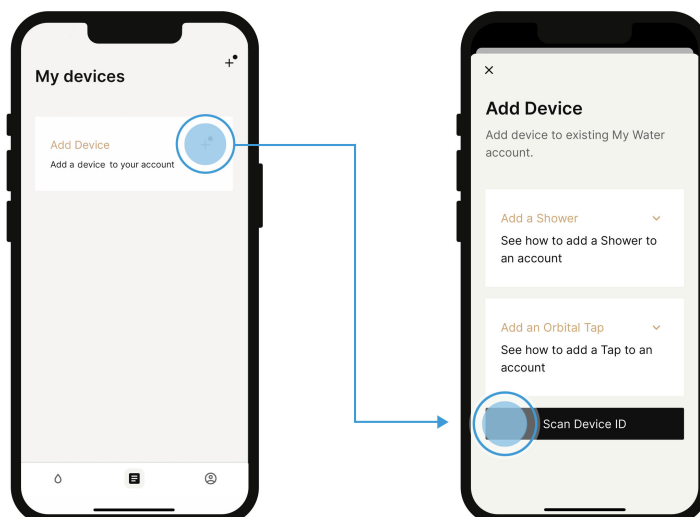 My devices
Add Device
Add a device to your account
Add Device
Add device to existing My Water
account.
Add a Shower
See how to add a Shower to
an account
Add an Orbital Tap
See how to add a Tap to an
account
Scan Device ID